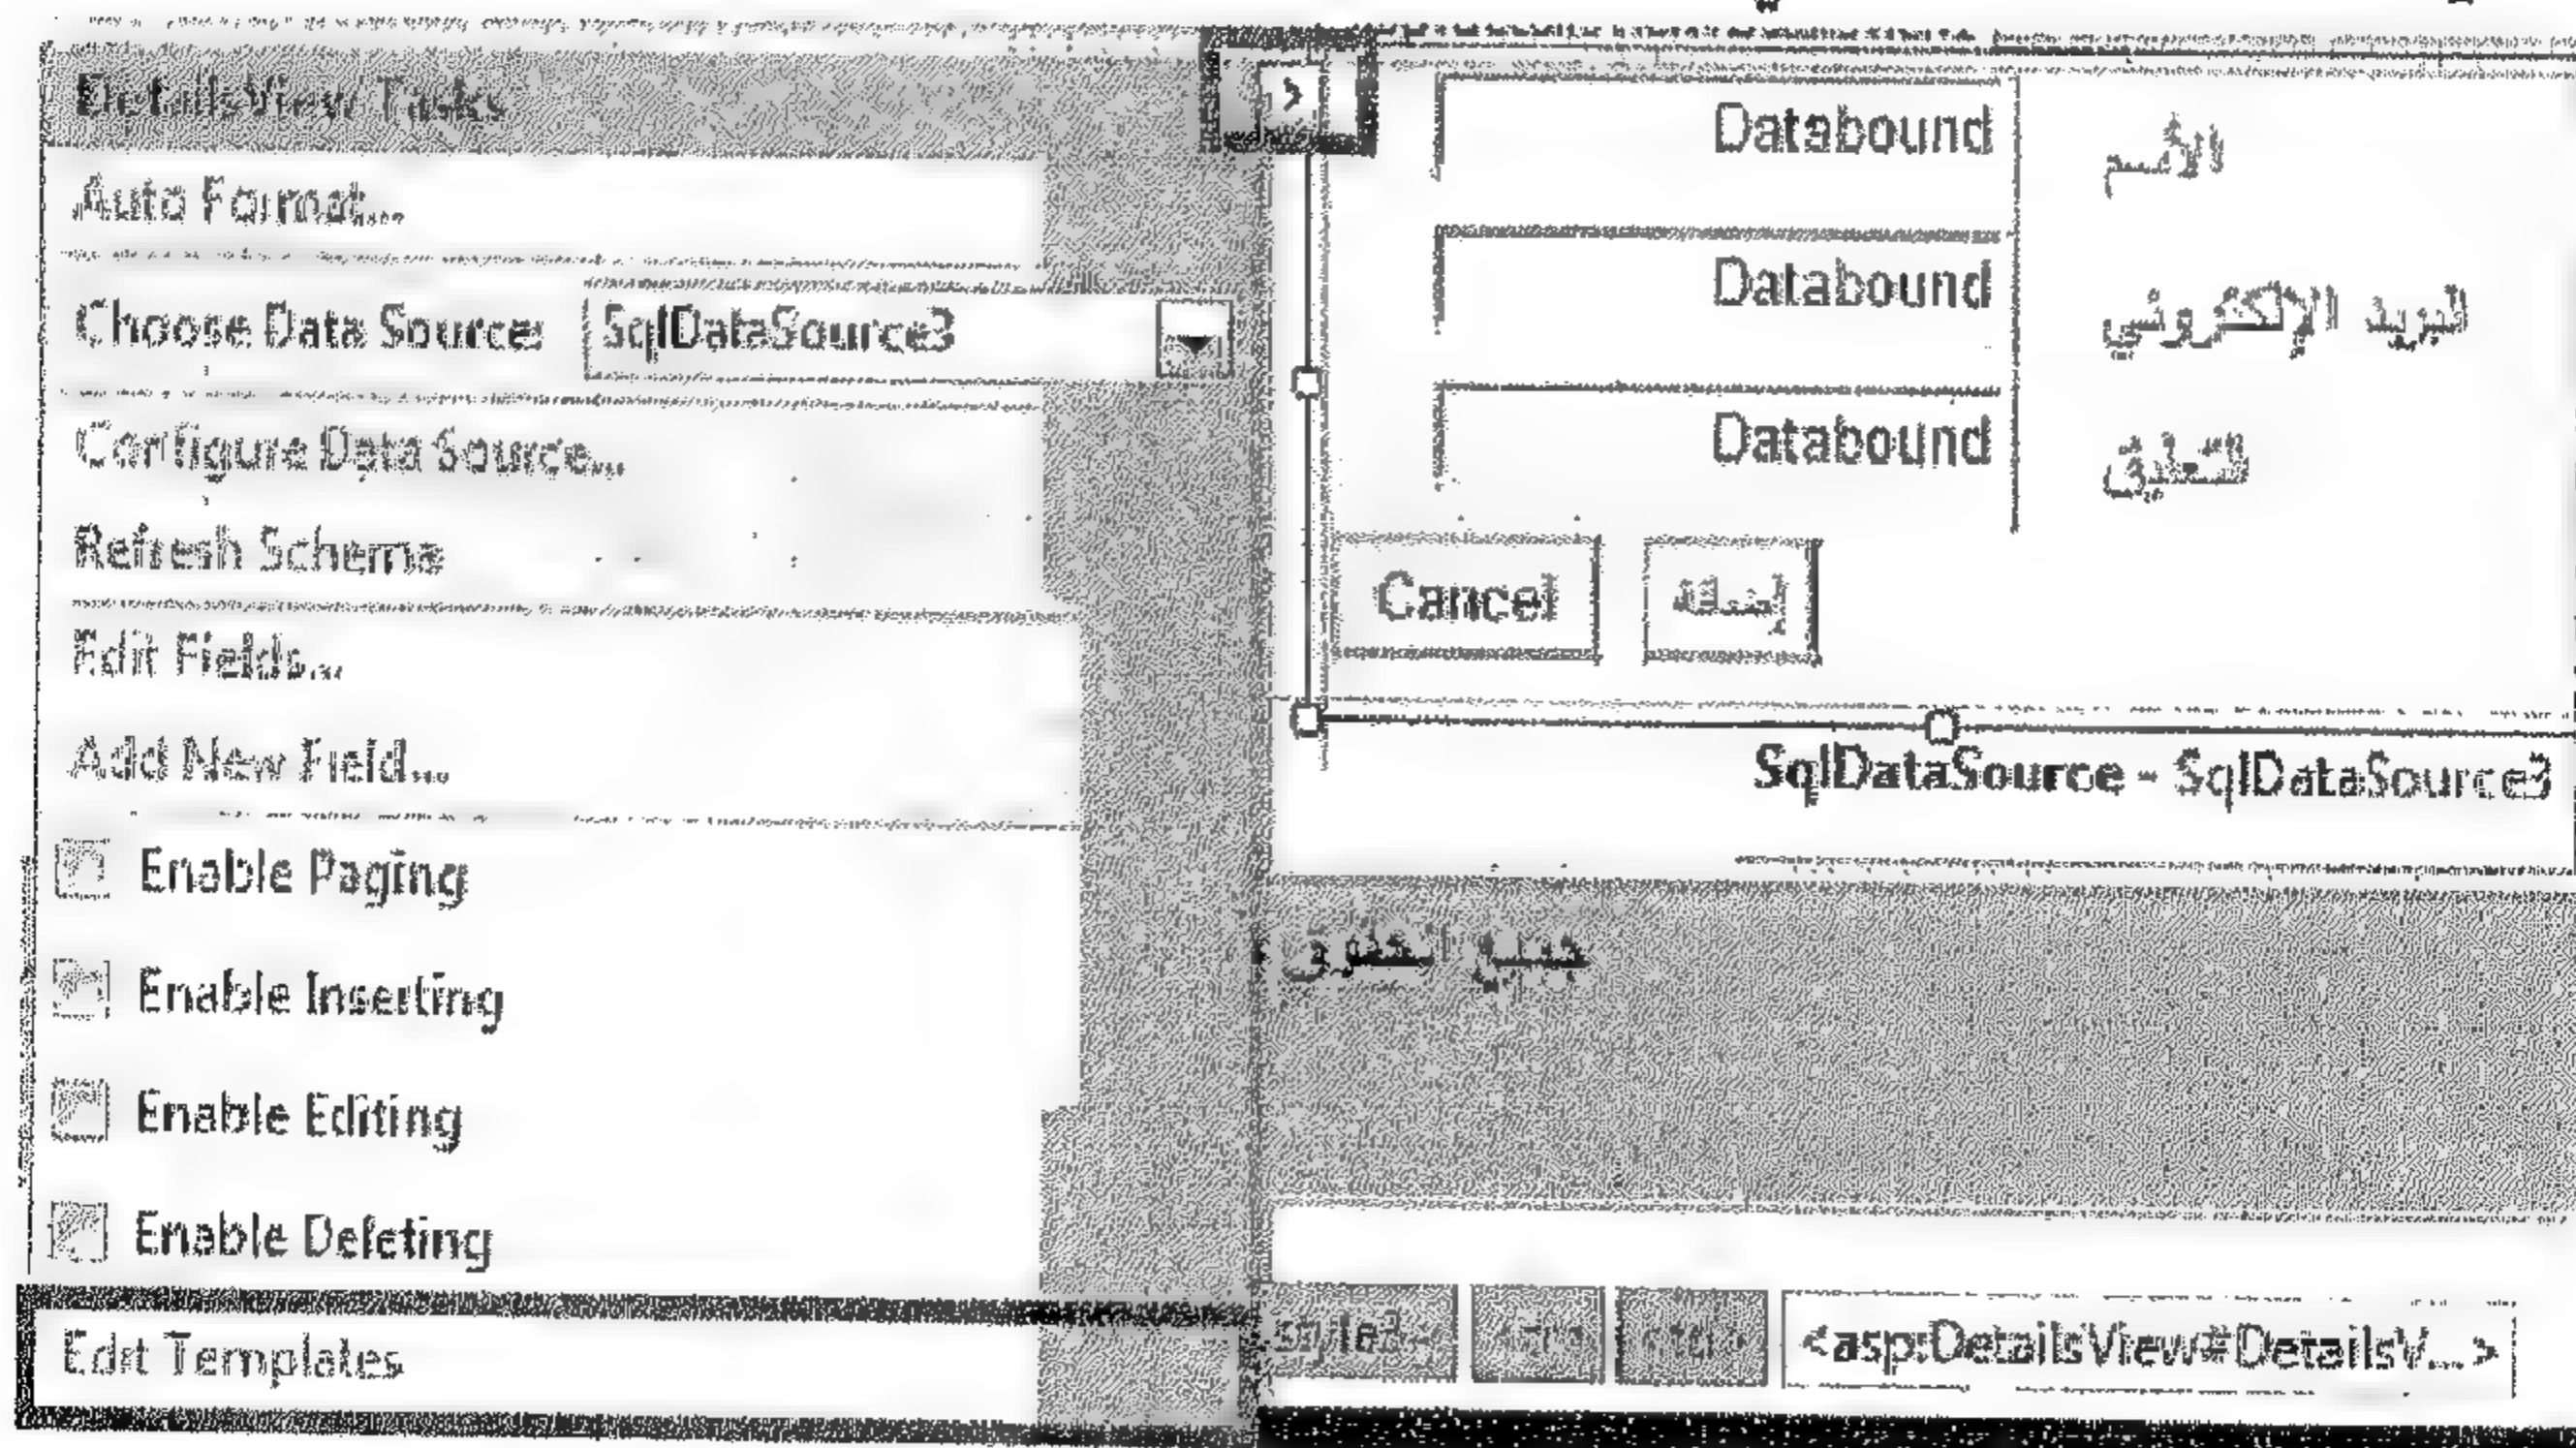 DetailsView Tasks
Auto Format...
Choose Data Source: SqlDataSource3
Configure Data Source...
Refresh Schema
Edit Fields...
Add New Field...
Enable Paging
Enable Inserting
Enable Editing
Enable Deleting
Edit Templates
Databound الاسم
Databound البريد الإلكتروني
Databound التعليق
Cancel إضافة
SqlDataSource - SqlDataSource3
<asp:DetailsView#DetailsV...>